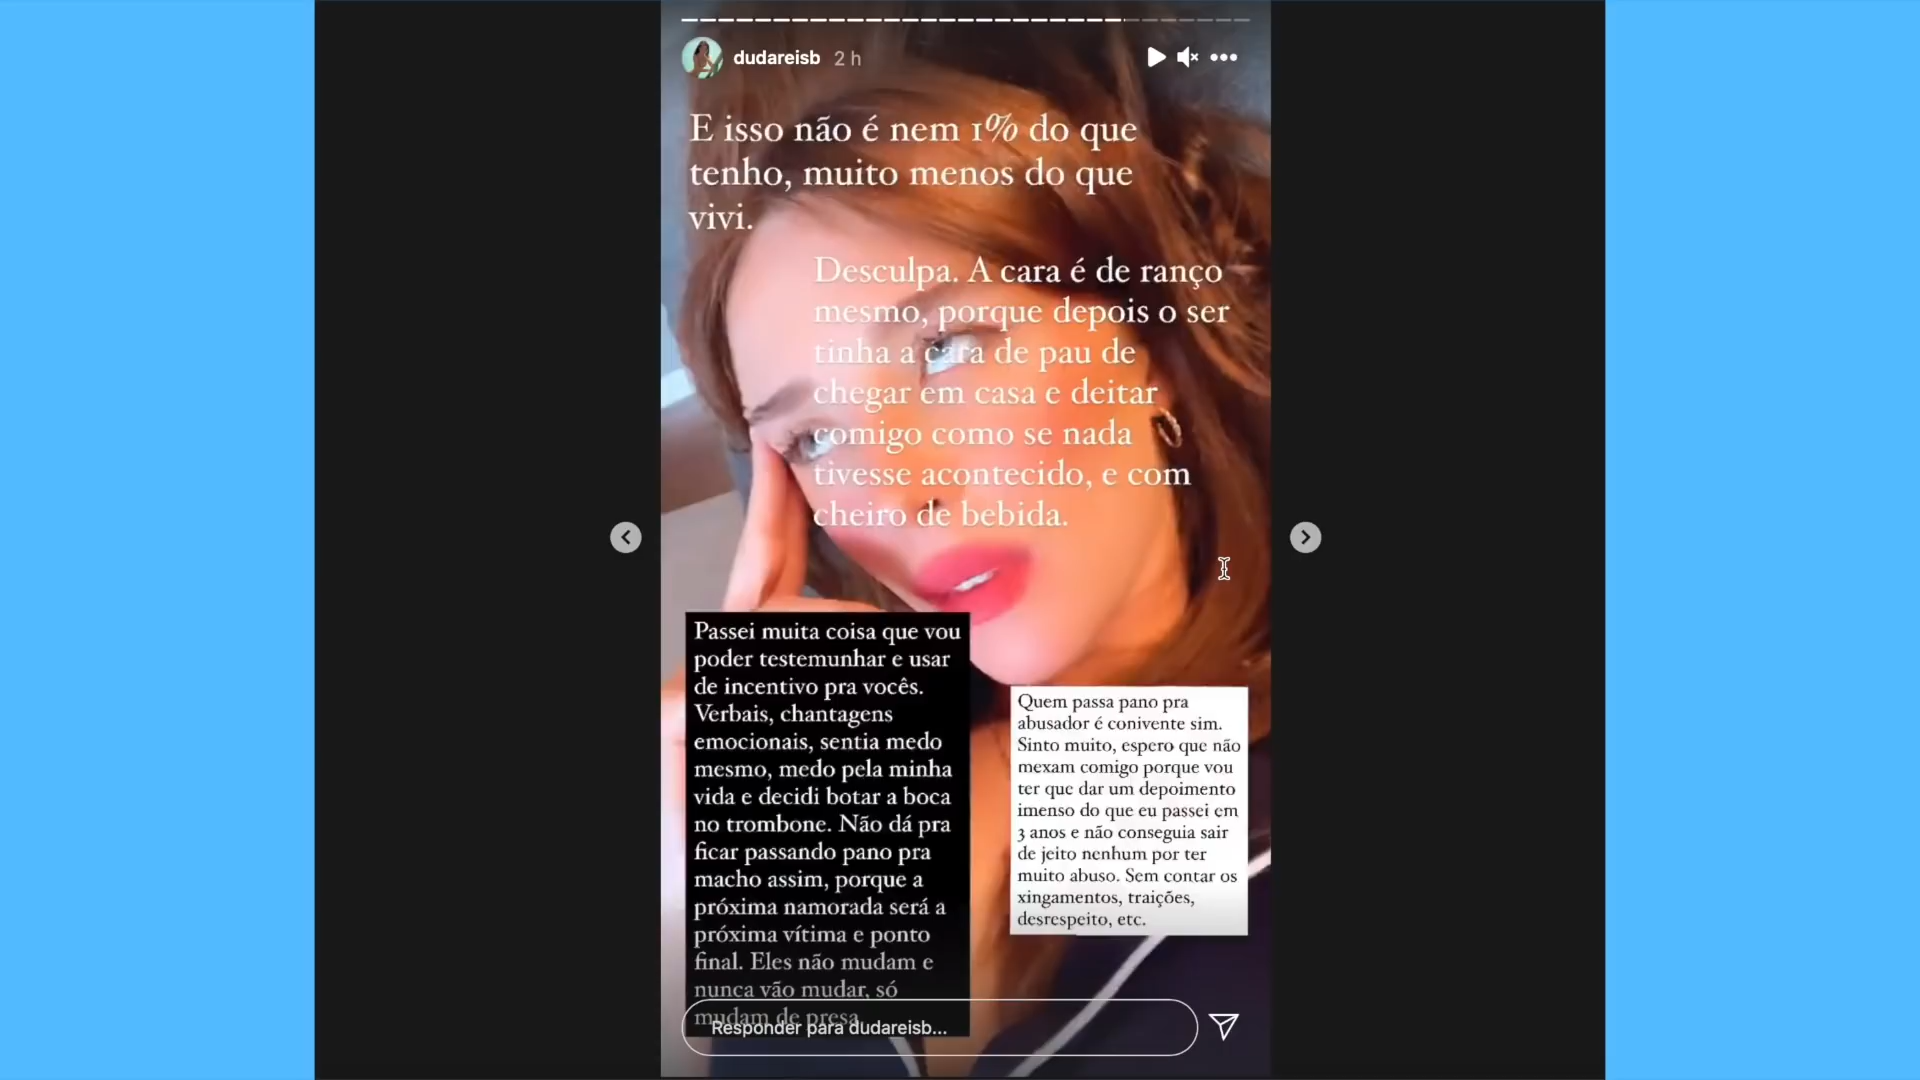 dudareisb 2 h
E isso não é nem 1% do que
tenho, muito menos do que
vivi.
Desculpa. A cara é de ranço
mesmo, porque depois o ser
tinha a cara de pau de
chegar em casa e deitar
comigo como se nada
tivesse acontecido, e com
cheiro de bebida.
Passei muita coisa que vou
poder testemunhar e usar
de incentivo pra vocês.
Verbais, chantagens
emocionais, sentia medo
mesmo, medo pela minha
vida e decidi botar a boca
no trombone. Não dá pra
ficar passando pano pra
macho assim, porque a
próxima namorada será a
próxima vítima e ponto
final. Eles não mudam e
nunca vão mudar, só
mudam de presa.
Quem passa pano pra
abusador é conivente sim.
Sinto muito, espero que não
mexam comigo porque vou
ter que dar um depoimento
imenso do que eu passei em
3 anos e não conseguia sair
de jeito nenhum por ter
muito abuso. Sem contar os
xingamentos, traições,
desrespeito, etc.
Responder para dudareisb...